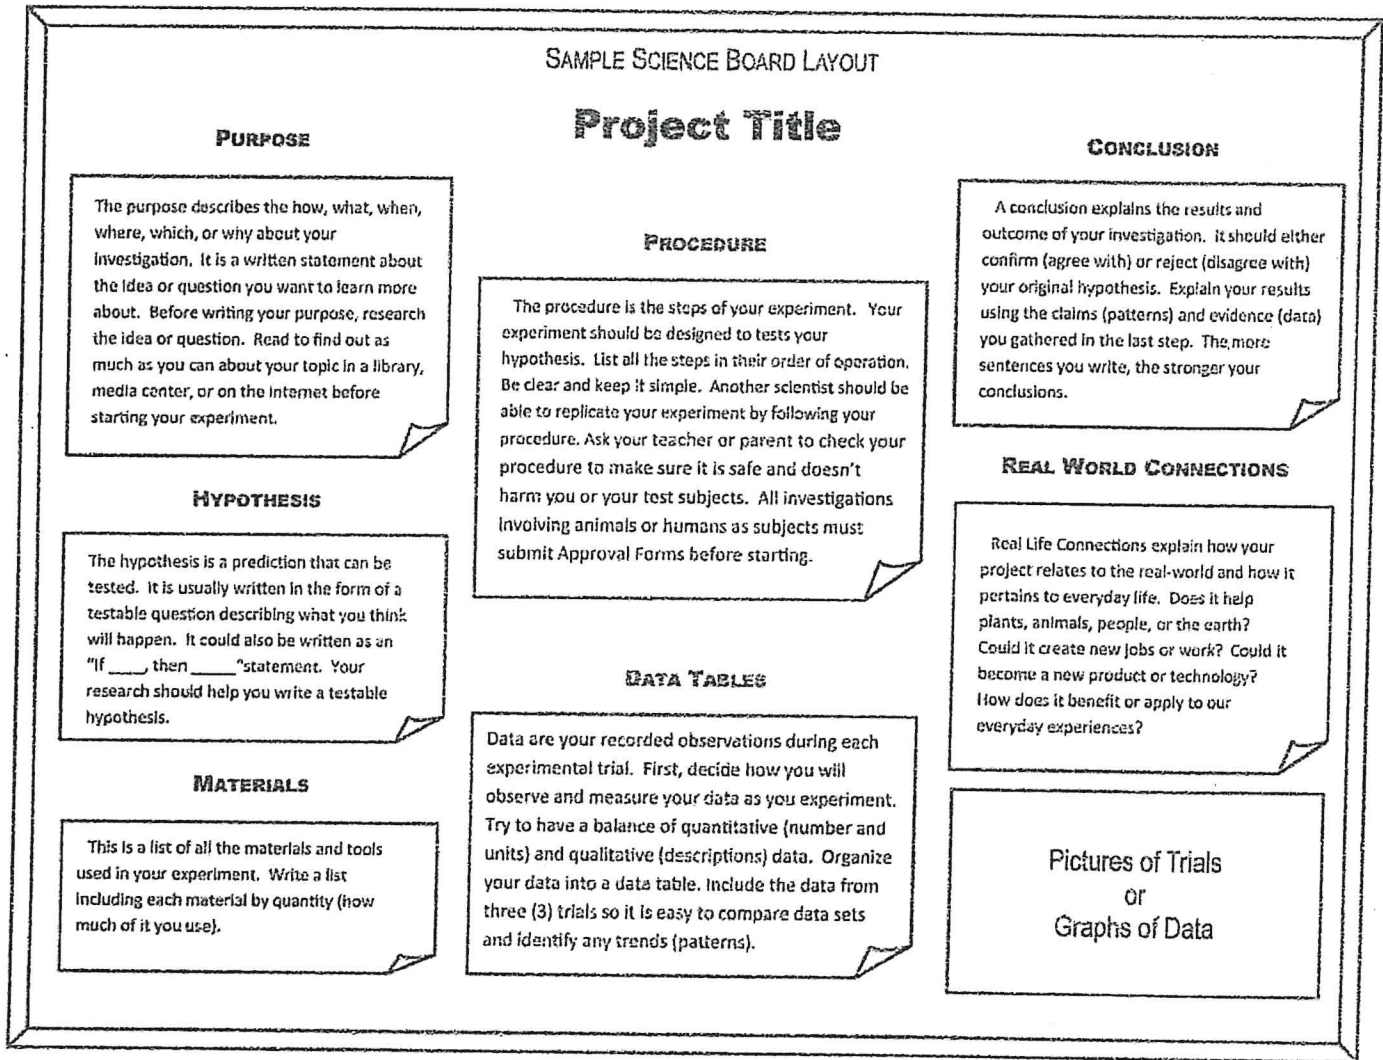 SAMPLE SCIENCE BOARD LAYOUT
Project Title
PURPOSE
The purpose describes the how, what, when,
where, which, or why about your
investigation. It is a written statement about
the idea or question you want to learn more
about. Before writing your purpose, research
the idea or question. Read to find out as
much as you can about your topic in a library,
media center, or on the internet before
starting your experiment.
HYPOTHESIS
The hypothesis is a prediction that can be
tested. It is usually written in the form of a
testable question describing what you think
will happen. It could also be written as an
"If ____, then _____"statement. Your
research should help you write a testable
hypothesis.
MATERIALS
This is a list of all the materials and tools
used in your experiment. Write a list
including each material by quantity (how
much of it you use).
PROCEDURE
The procedure is the steps of your experiment. Your
experiment should be designed to tests your
hypothesis. List all the steps in their order of operation.
Be clear and keep it simple. Another scientist should be
able to replicate your experiment by following your
procedure. Ask your teacher or parent to check your
procedure to make sure it is safe and doesn't
harm you or your test subjects. All investigations
involving animals or humans as subjects must
submit Approval Forms before starting.
DATA TABLES
Data are your recorded observations during each
experimental trial. First, decide how you will
observe and measure your data as you experiment.
Try to have a balance of quantitative (number and
units) and qualitative (descriptions) data. Organize
your data into a data table. Include the data from
three (3) trials so it is easy to compare data sets
and identify any trends (patterns).
CONCLUSION
A conclusion explains the results and
outcome of your investigation. It should either
confirm (agree with) or reject (disagree with)
your original hypothesis. Explain your results
using the claims (patterns) and evidence (data)
you gathered in the last step. The more
sentences you write, the stronger your
conclusions.
REAL WORLD CONNECTIONS
Real Life Connections explain how your
project relates to the real-world and how it
pertains to everyday life. Does it help
plants, animals, people, or the earth?
Could it create new jobs or work? Could it
become a new product or technology?
How does it benefit or apply to our
everyday experiences?
Pictures of Trials
or
Graphs of Data